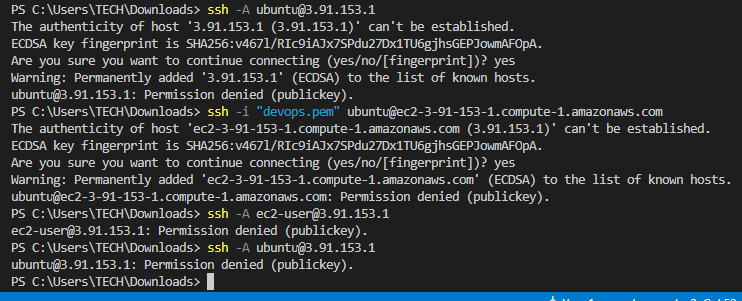 PS C:\Users\TECH\Downloads> ssh -A ubuntu@3.91.153.1
The authenticity of host '3.91.153.1 (3.91.153.1)' can't be established.
ECDSA key fingerprint is SHA256:v467l/RIc9iAJx7SPdu27Dx1TU6gjhsGEPJowmAFOpA.
Are you sure you want to continue connecting (yes/no/[fingerprint])? yes
Warning: Permanently added '3.91.153.1' (ECDSA) to the list of known hosts.
ubuntu@3.91.153.1: Permission denied (publickey).
PS C:\Users\TECH\Downloads> ssh -i "devops.pem" ubuntu@ec2-3-91-153-1.compute-1.amazonaws.com
The authenticity of host 'ec2-3-91-153-1.compute-1.amazonaws.com (3.91.153.1)' can't be established.
ECDSA key fingerprint is SHA256:v467l/RIc9iAJx7SPdu27Dx1TU6gjhsGEPJowmAFOpA.
Are you sure you want to continue connecting (yes/no/[fingerprint])? yes
Warning: Permanently added 'ec2-3-91-153-1.compute-1.amazonaws.com' (ECDSA) to the list of known hosts.
ubuntu@ec2-3-91-153-1.compute-1.amazonaws.com: Permission denied (publickey).
PS C:\Users\TECH\Downloads> ssh -A ec2-user@3.91.153.1
ec2-user@3.91.153.1: Permission denied (publickey).
PS C:\Users\TECH\Downloads> ssh -A ubuntu@3.91.153.1
ubuntu@3.91.153.1: Permission denied (publickey).
PS C:\Users\TECH\Downloads>